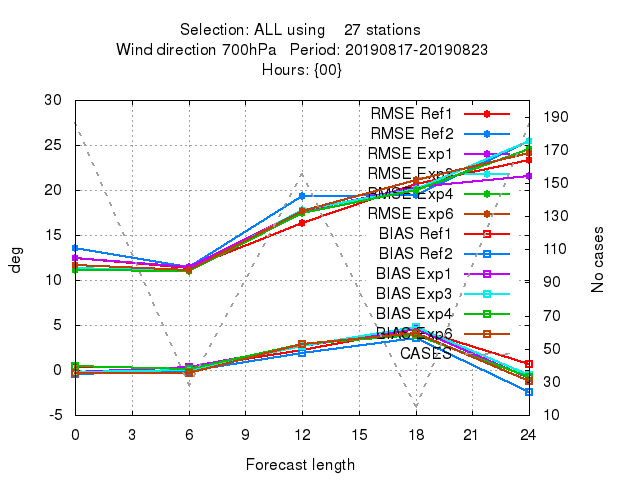 Selection: ALL using 27 stations
Wind direction 700hPa Period: 20190817-20190823
Hours: {00}
30
25
20
15
10
5
0
-5
deg
190
170
150
130
110
90
70
50
30
10
No cases
RMSE Ref1
RMSE Ref2
RMSE Exp1
RMSE Exp3
RMSE Exp4
RMSE Exp6
BIAS Ref1
BIAS Ref2
BIAS Exp1
BIAS Exp3
BIAS Exp4
BIAS Exp6
CASES
0 3 6 9 12 15 18 21 24
Forecast length